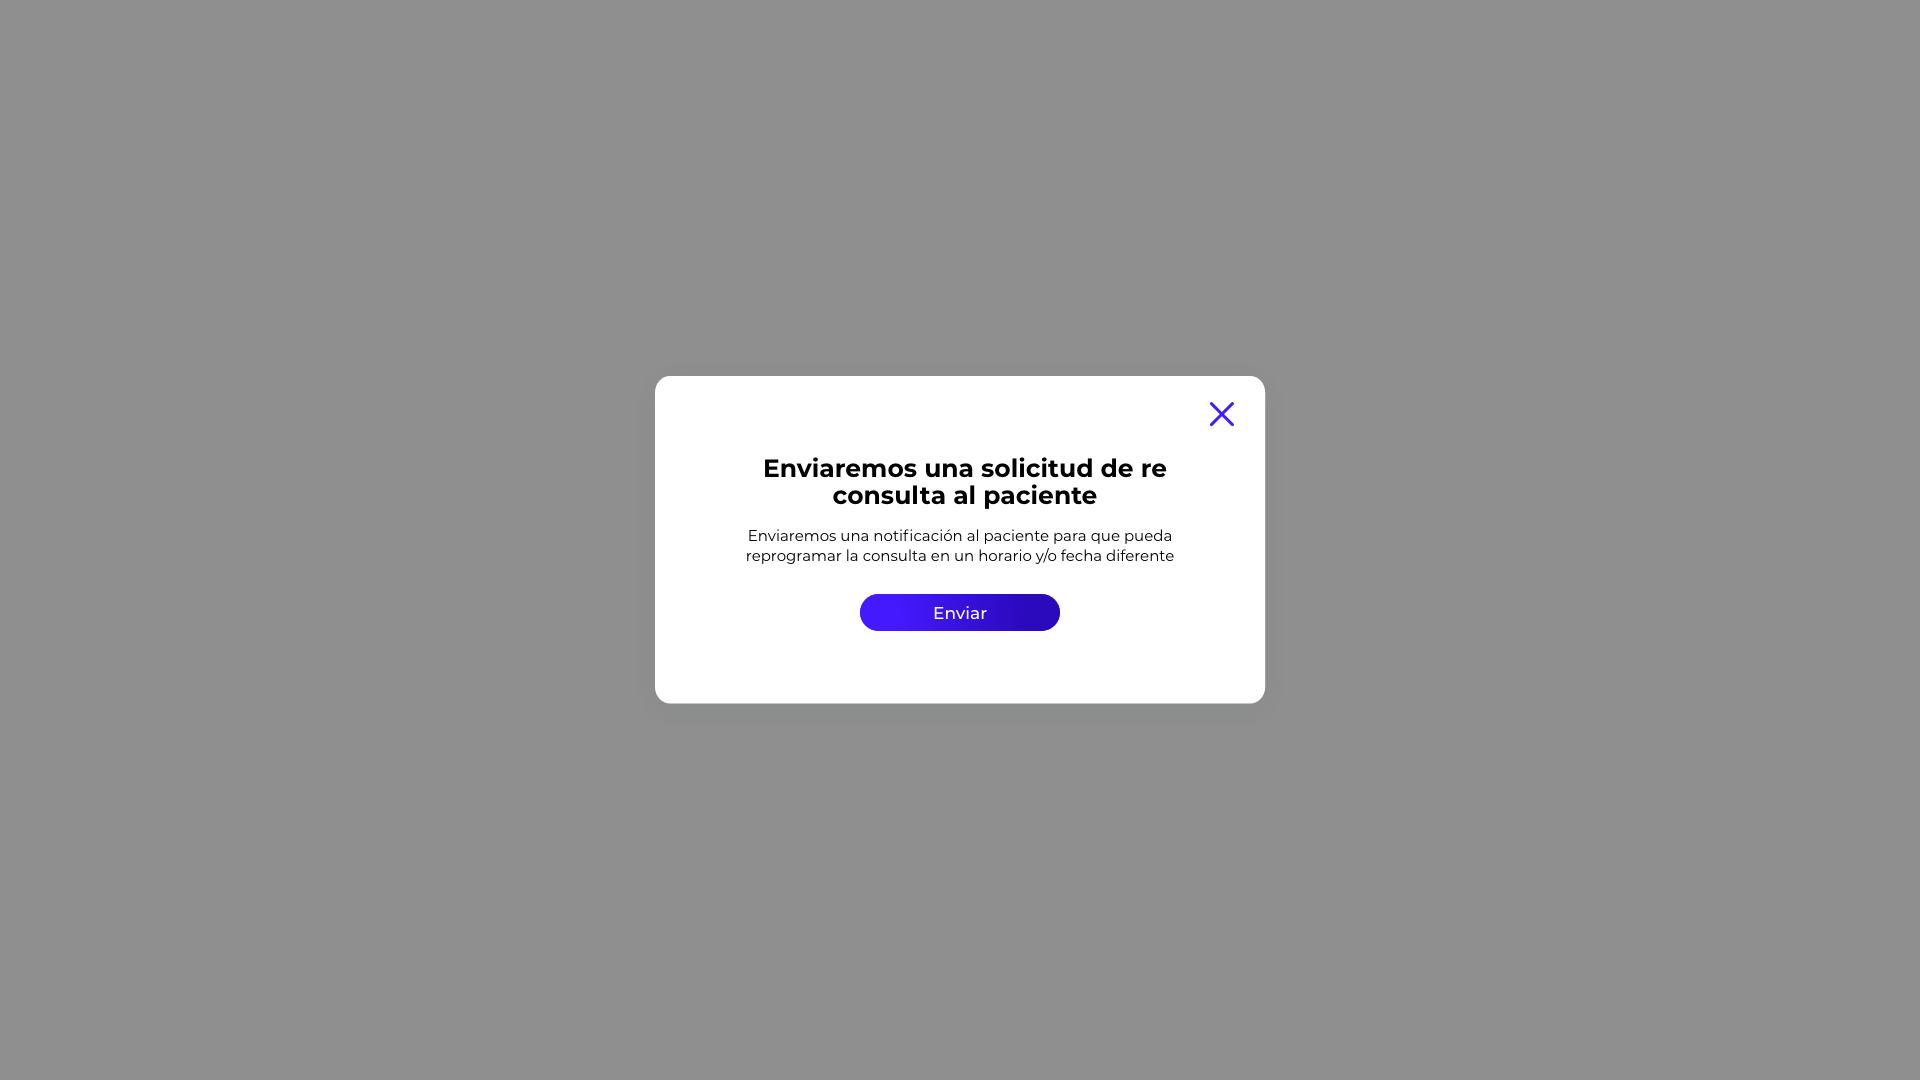 Enviaremos una solicitud de re
consulta al paciente
Enviaremos una notificación al paciente para que pueda
reprogramar la consulta en un horario y/o fecha diferente
Enviar